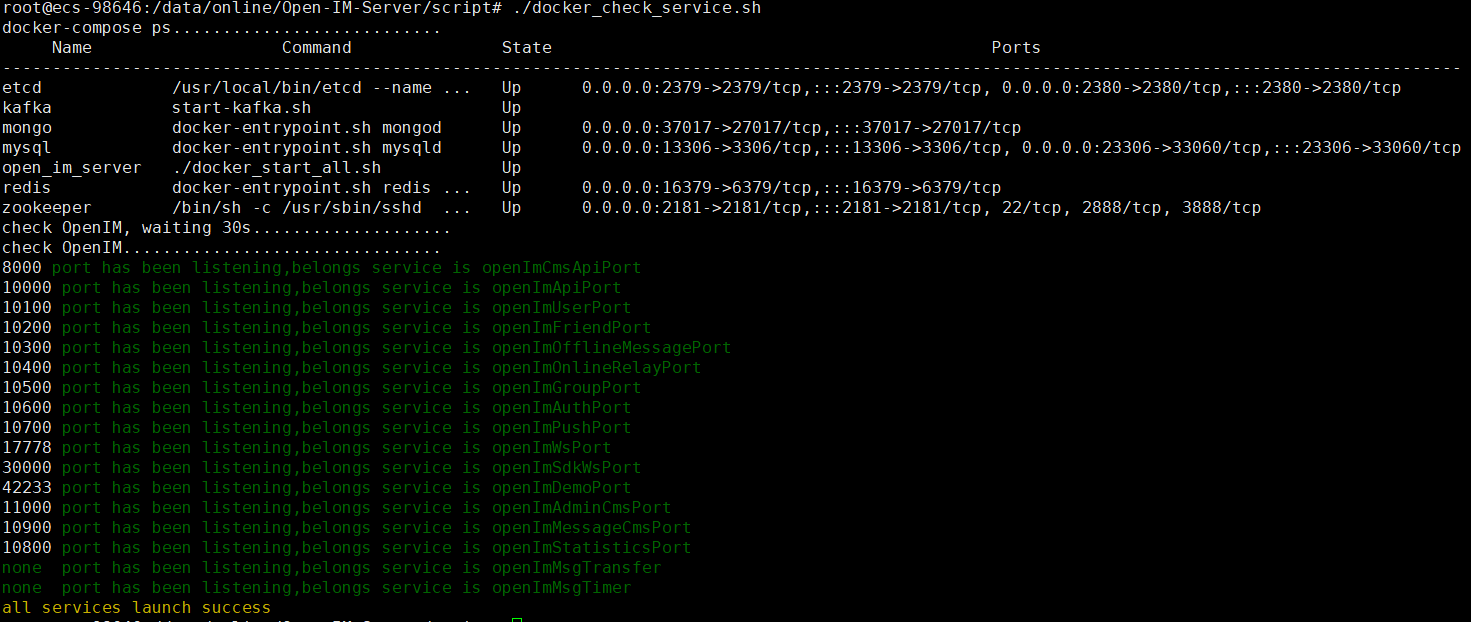 root@ecs-98646:/data/online/Open-IM-Server/script# ./docker_check_service.sh
docker-compose ps...........................
     Name                   Command               State                                            Ports
--------------------------------------------------------------------------------------------------------------------------------------------------
etcd             /usr/local/bin/etcd --name ...   Up      0.0.0.0:2379->2379/tcp,:::2379->2379/tcp, 0.0.0.0:2380->2380/tcp,:::2380->2380/tcp
kafka            start-kafka.sh                   Up
mongo            docker-entrypoint.sh mongod      Up      0.0.0.0:37017->27017/tcp,:::37017->27017/tcp
mysql            docker-entrypoint.sh mysqld      Up      0.0.0.0:13306->3306/tcp,:::13306->3306/tcp, 0.0.0.0:23306->33060/tcp,:::23306->33060/tcp
open_im_server   ./docker_start_all.sh            Up
redis            docker-entrypoint.sh redis ...   Up      0.0.0.0:16379->6379/tcp,:::16379->6379/tcp
zookeeper        /bin/sh -c /usr/sbin/sshd  ...   Up      0.0.0.0:2181->2181/tcp,:::2181->2181/tcp, 22/tcp, 2888/tcp, 3888/tcp
check OpenIM, waiting 30s....................
check OpenIM................................
8000 port has been listening,belongs service is openImCmsApiPort
10000 port has been listening,belongs service is openImApiPort
10100 port has been listening,belongs service is openImUserPort
10200 port has been listening,belongs service is openImFriendPort
10300 port has been listening,belongs service is openImOfflineMessagePort
10400 port has been listening,belongs service is openImOnlineRelayPort
10500 port has been listening,belongs service is openImGroupPort
10600 port has been listening,belongs service is openImAuthPort
10700 port has been listening,belongs service is openImPushPort
17778 port has been listening,belongs service is openImWsPort
30000 port has been listening,belongs service is openImSdkWsPort
42233 port has been listening,belongs service is openImDemoPort
11000 port has been listening,belongs service is openImAdminCmsPort
10900 port has been listening,belongs service is openImMessageCmsPort
10800 port has been listening,belongs service is openImStatisticsPort
none  port has been listening,belongs service is openImMsgTransfer
none  port has been listening,belongs service is openImMsgTimer
all services launch success